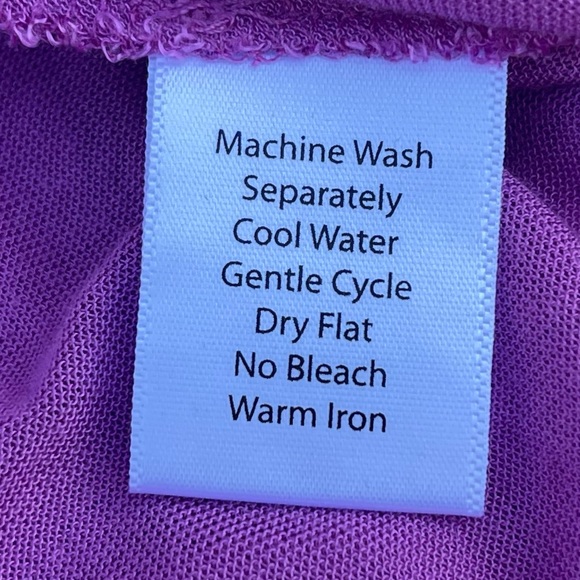 Machine Wash
Separately
Cool Water
Gentle Cycle
Dry Flat
No Bleach
Warm Iron